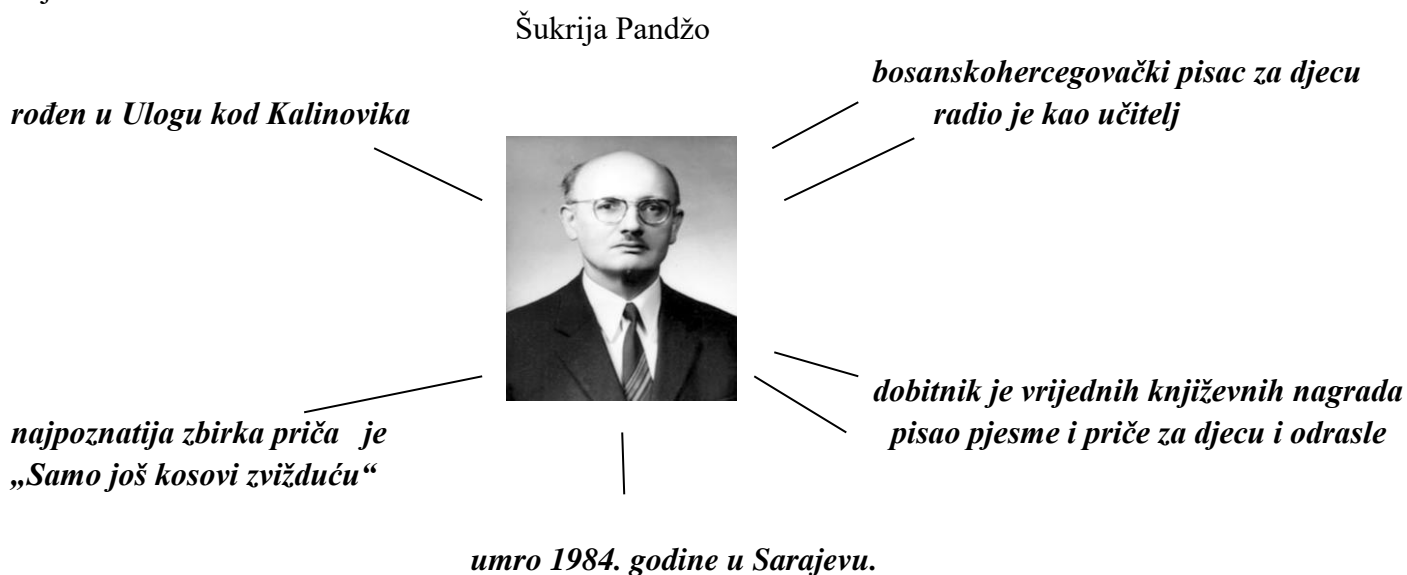 Šukrija Pandžo
bosanskohercegovački pisac za djecu
rođen u Ulogu kod Kalinovika
radio je kao učitelj
dobitnik je vrijednih književnih nagrada
najpoznatija zbirka priča je
pisao pjesme i priče za djecu i odrasle
„Samo još kosovi zvižduću“
umro 1984. godine u Sarajevu.